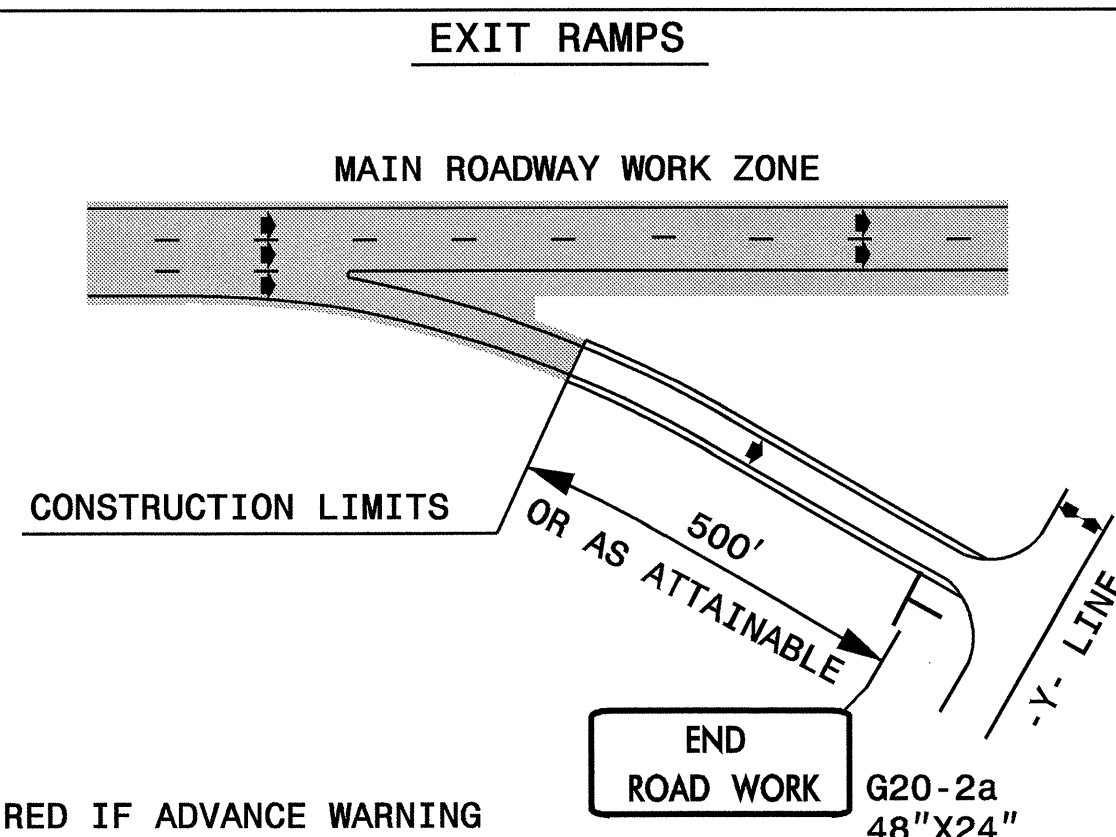 EXIT RAMPS
MAIN ROADWAY WORK ZONE
CONSTRUCTION LIMITS
500'
OR AS ATTAINABLE
-Y- LINE
END
ROAD WORK
G20-2a
48"X24"
RED IF ADVANCE WARNING